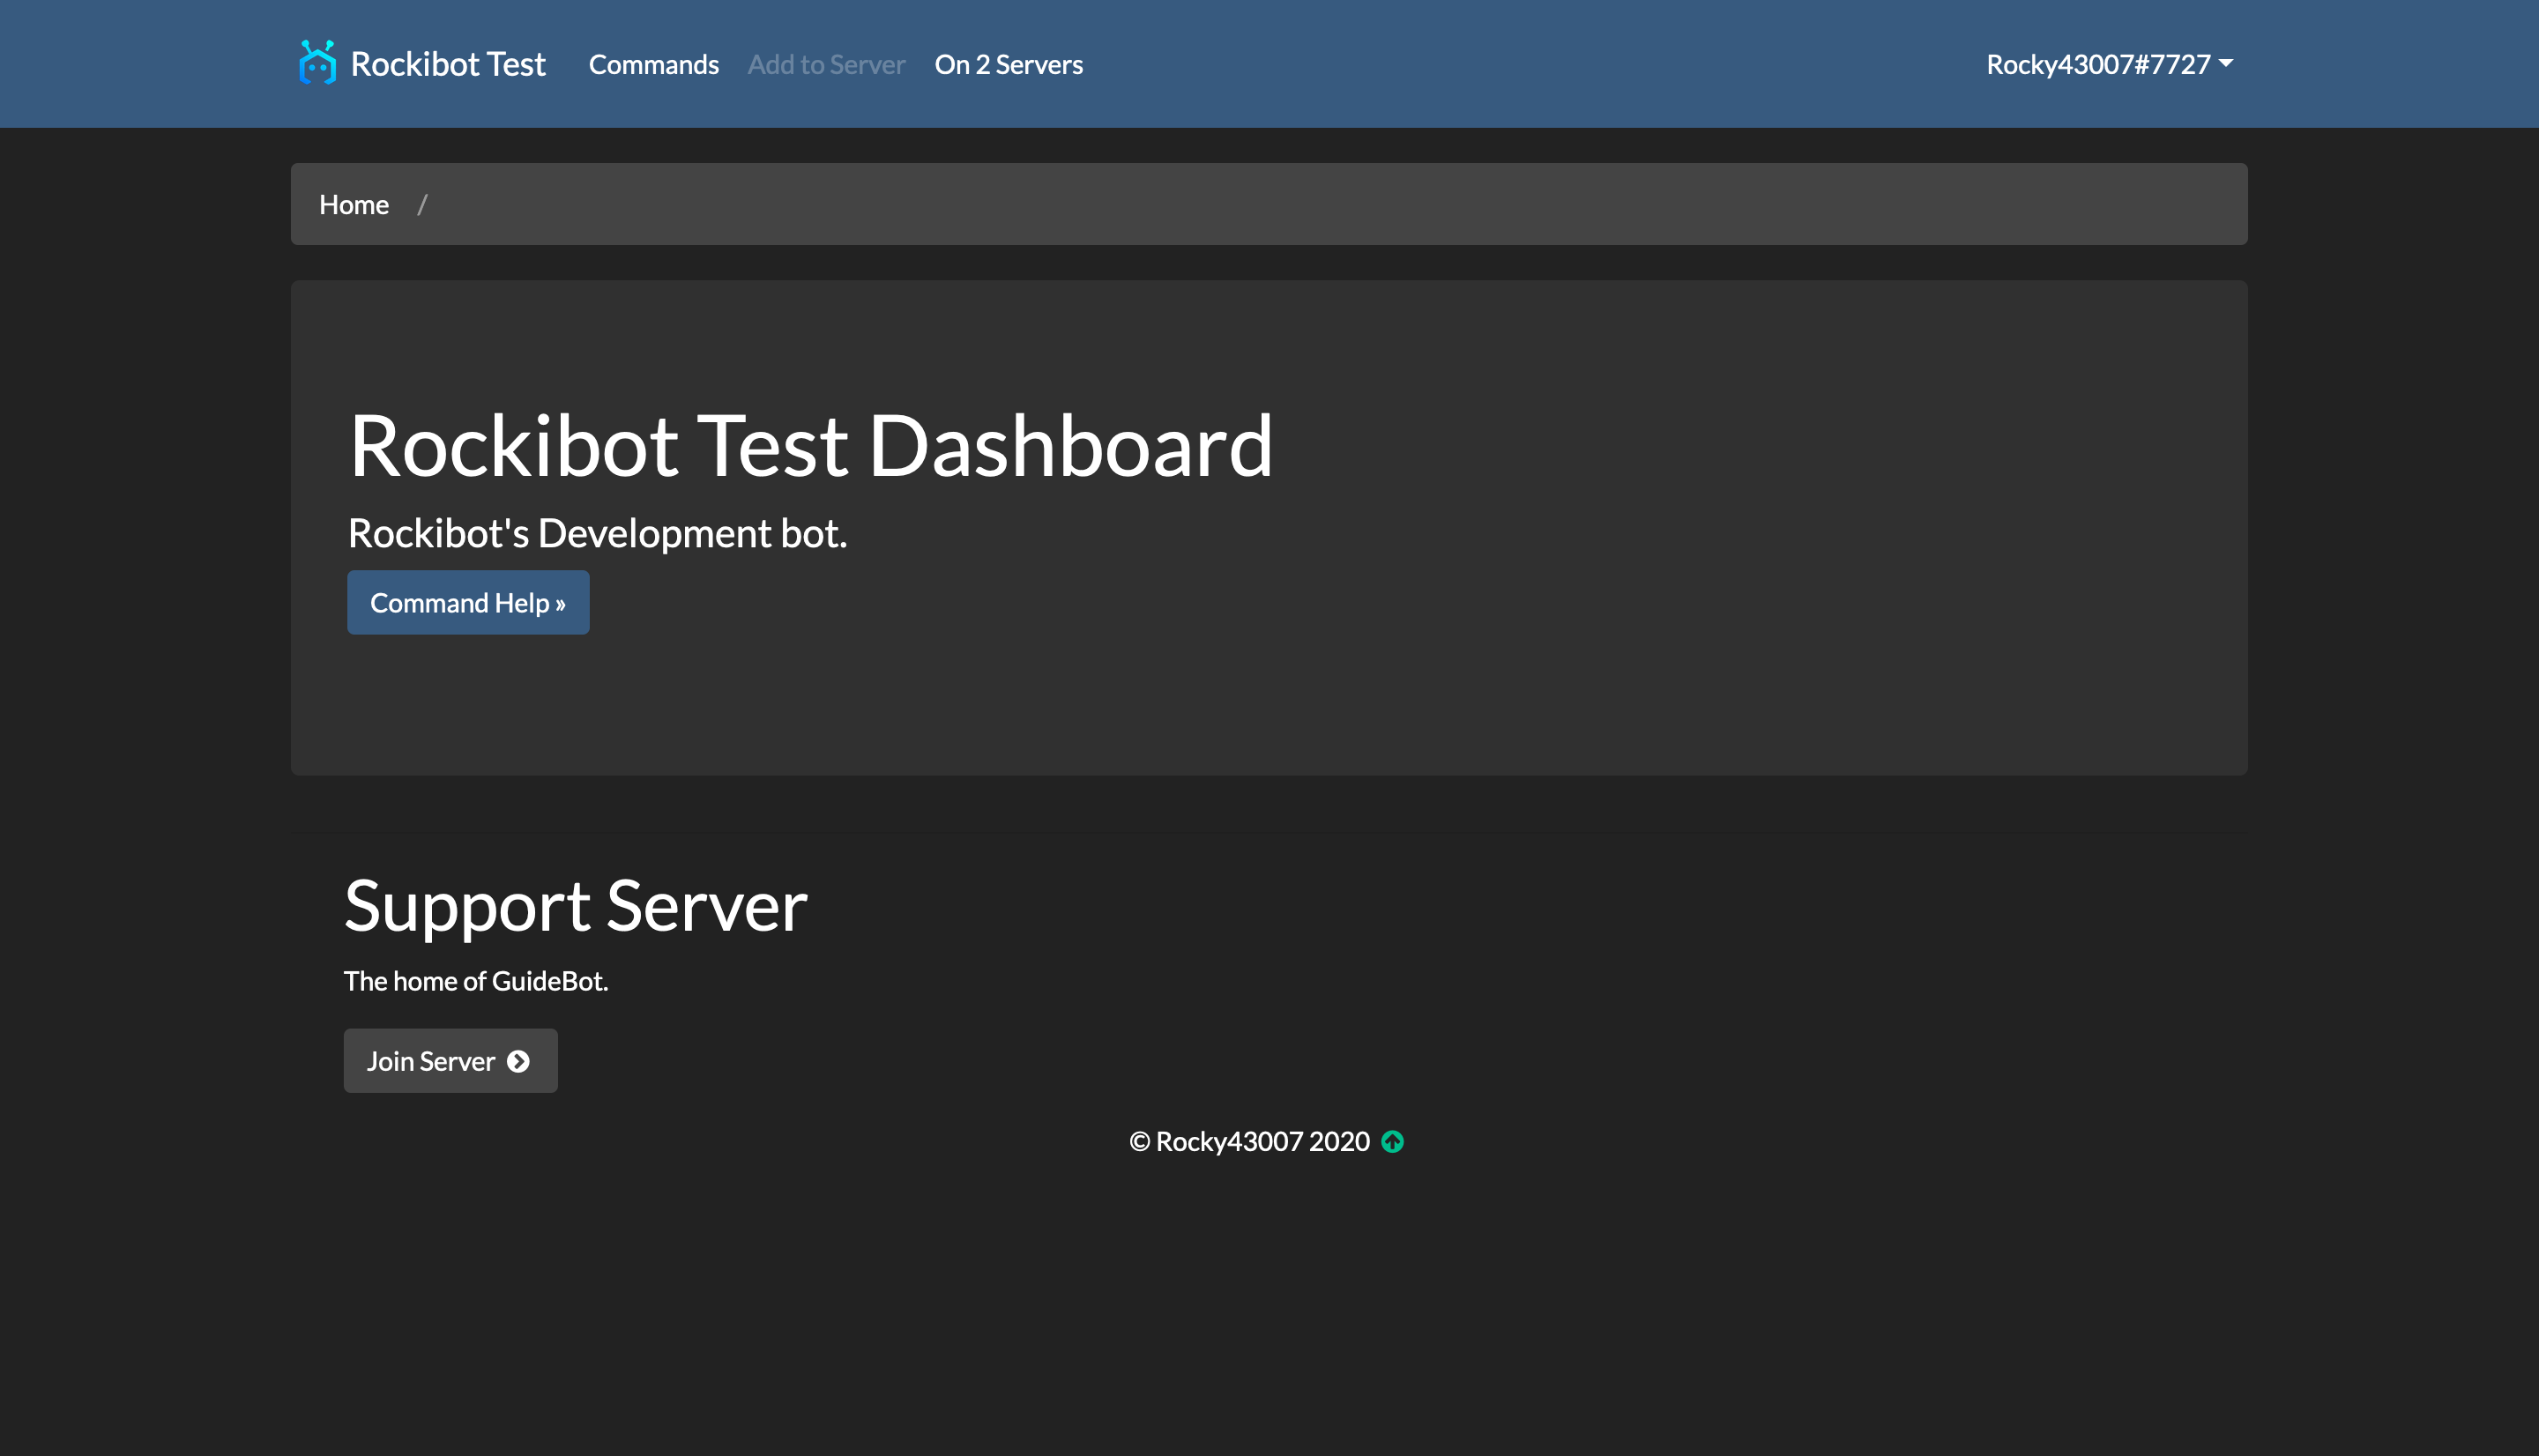 Rockibot Test Commands Add to Server On 2 Servers Rocky43007#7727
Home /
Rockibot Test Dashboard
Rockibot's Development bot.
Command Help »
Support Server
The home of GuideBot.
Join Server
© Rocky43007 2020